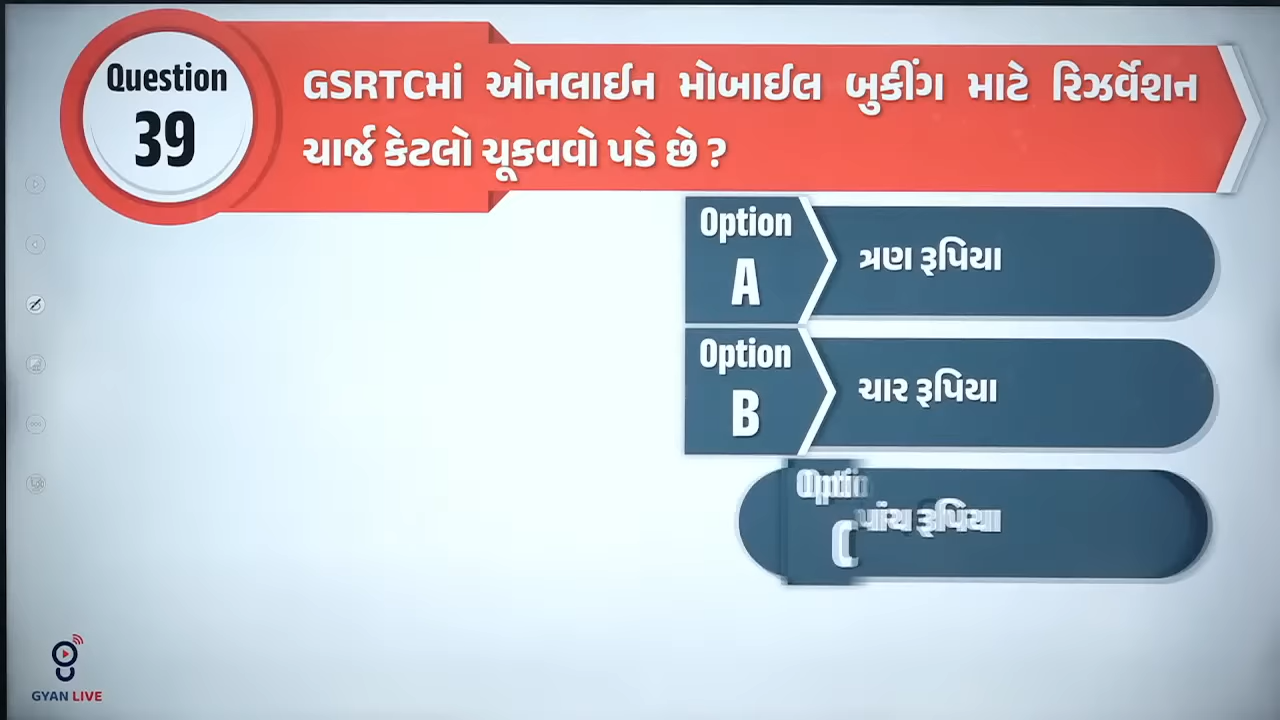 Question
39
GSRTCમાં ઓનલાઈન મોબાઈલ બુકીંગ માટે રિઝર્વેશન
ચાર્જ કેટલો ચૂકવવો પડે છે ?
Option
A
ત્રણ રૂપિયા
Option
B
ચાર રૂપિયા
C
પાંચ રૂપિયા
GYAN LIVE